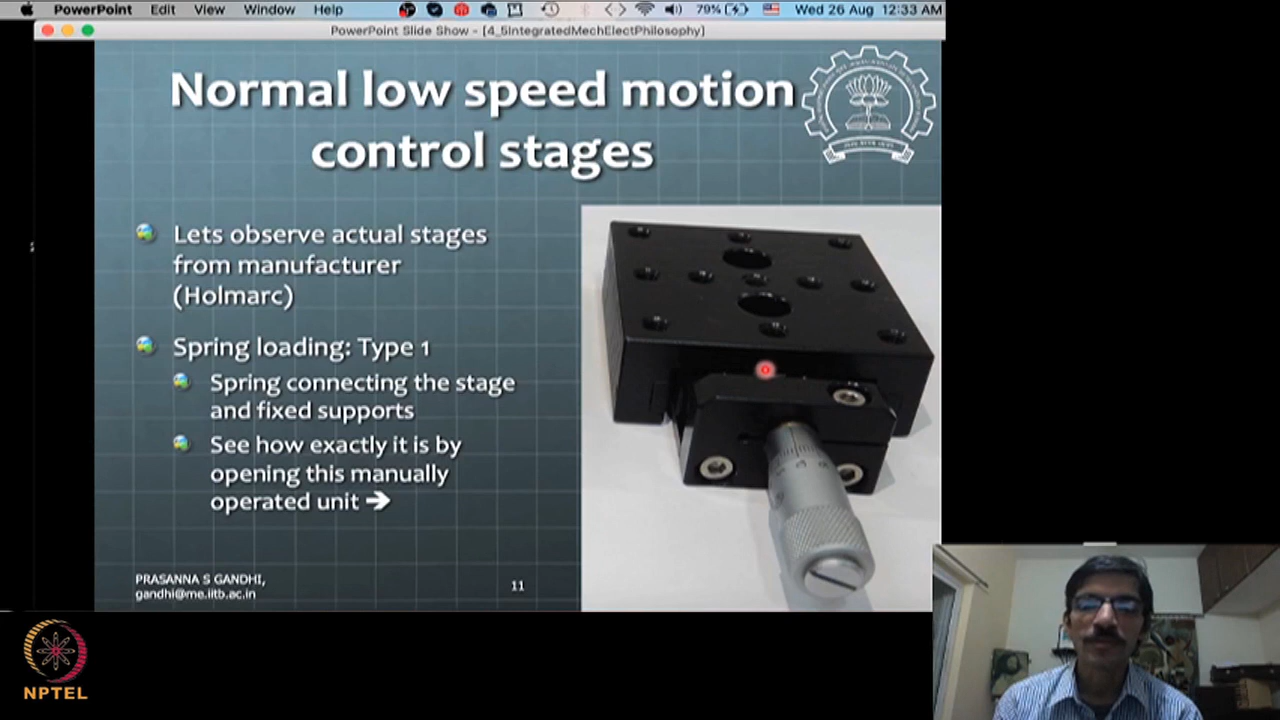 PowerPoint Edit View Window Help 79% Wed 26 Aug 12:33 AM
PowerPoint Slide Show - [4_5IntegratedMechElectPhilosophy]
Normal low speed motion
control stages
Lets observe actual stages
from manufacturer
(Holmarc)
Spring loading: Type 1
Spring connecting the stage
and fixed supports
See how exactly it is by
opening this manually
operated unit ➔
PRASANNA S GANDHI,
gandhi@me.iitb.ac.in
11
NPTEL